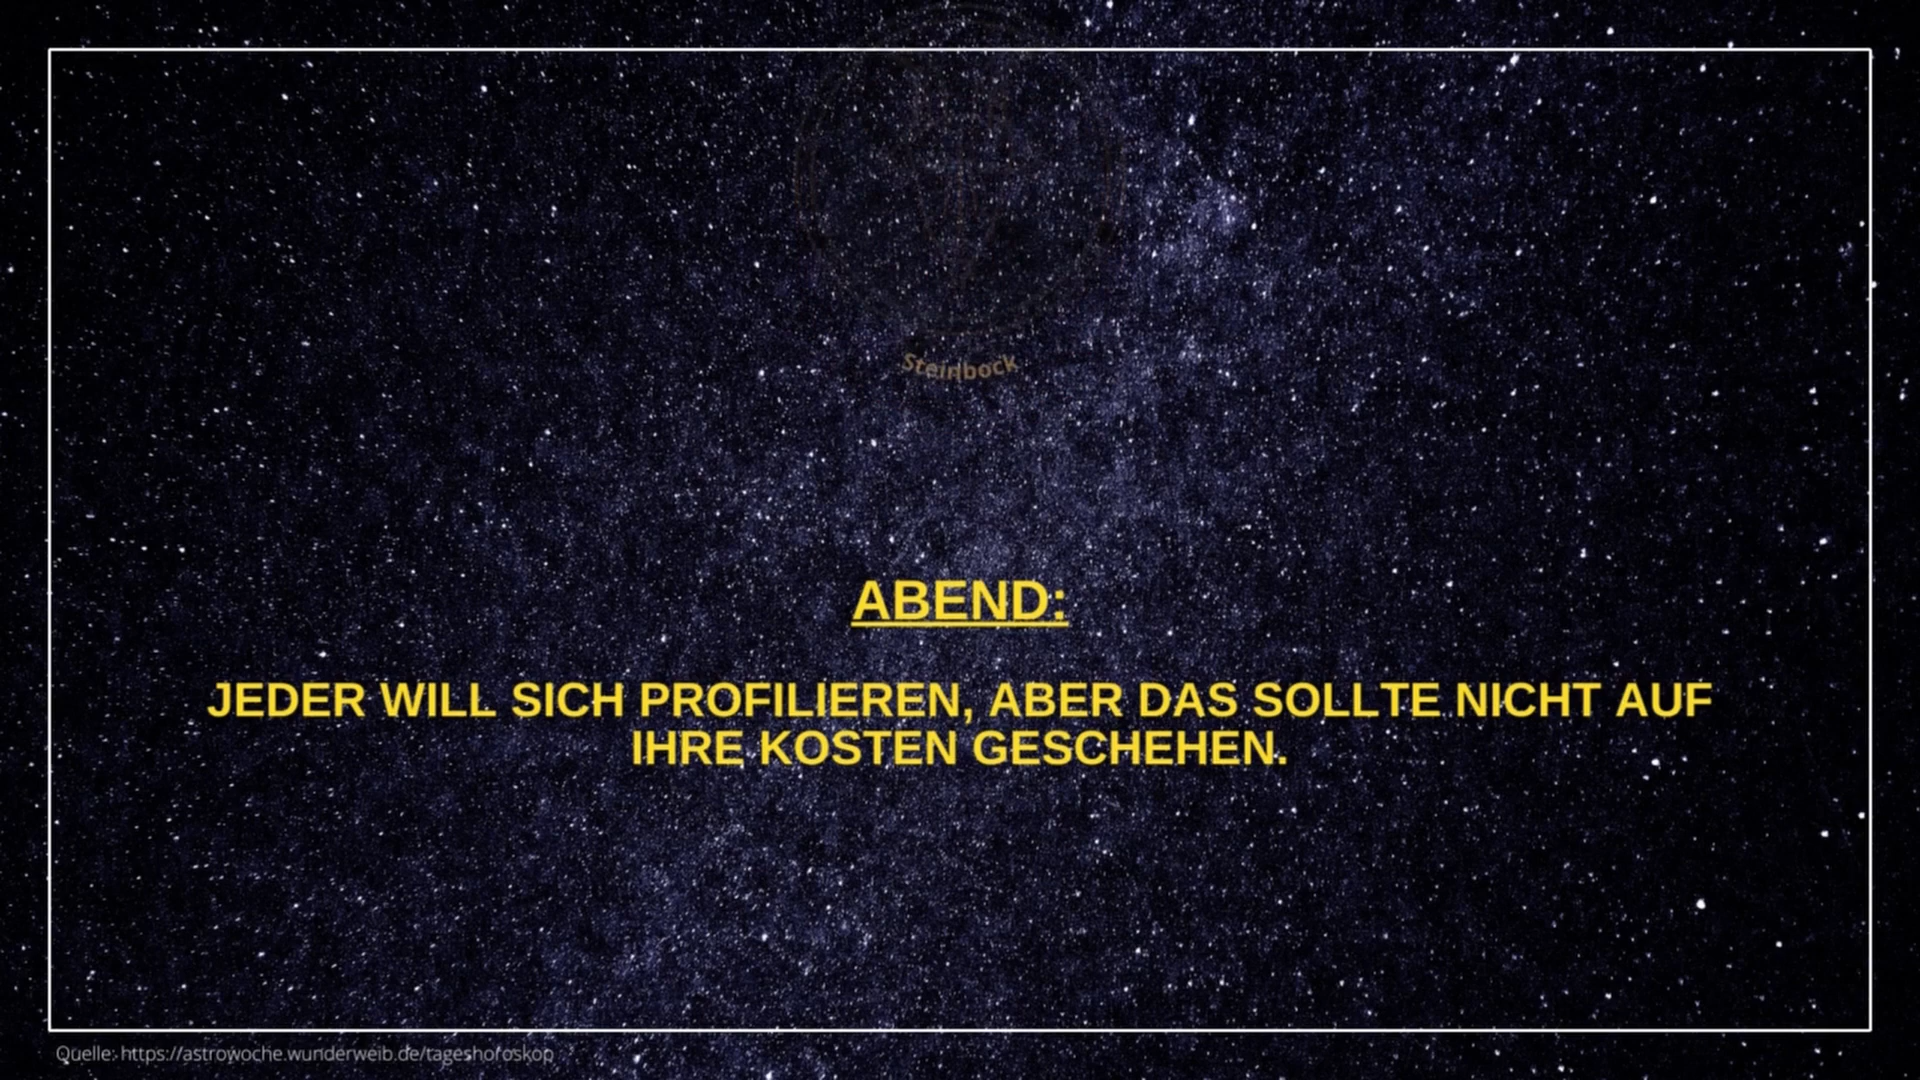 Steinbock
ABEND:
JEDER WILL SICH PROFILIEREN, ABER DAS SOLLTE NICHT AUF
IHRE KOSTEN GESCHEHEN.
Quelle: https://astrowoche.wunderweib.de/tageshoroskop